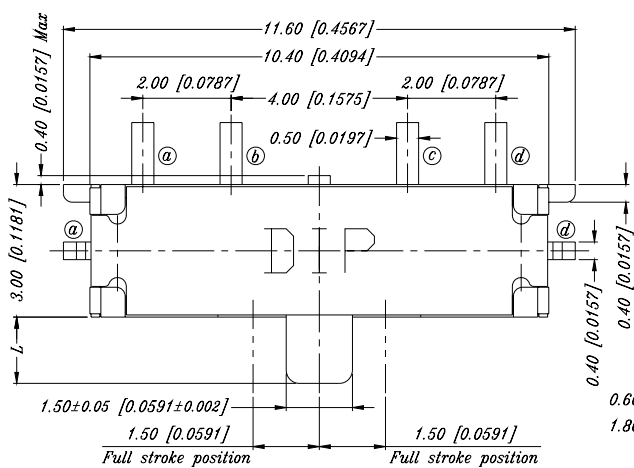 11.60 [0.4567]
10.40 [0.4094]
2.00 [0.0787]
2.00 [0.0787]
4.00 [0.1575]
0.50 [0.0197]
0.40 [0.0157] Max
a
b
c
d
3.00 [0.1181]
a
DIP
d
0.40 [0.0157]
0.40 [0.0157]
L
1.50±0.05 [0.0591±0.002]
1.50 [0.0591]
Full stroke position
1.50 [0.0591]
Full stroke position